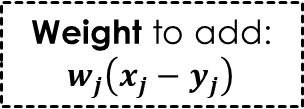 Weight to add:
wⱼ(xⱼ − yⱼ)